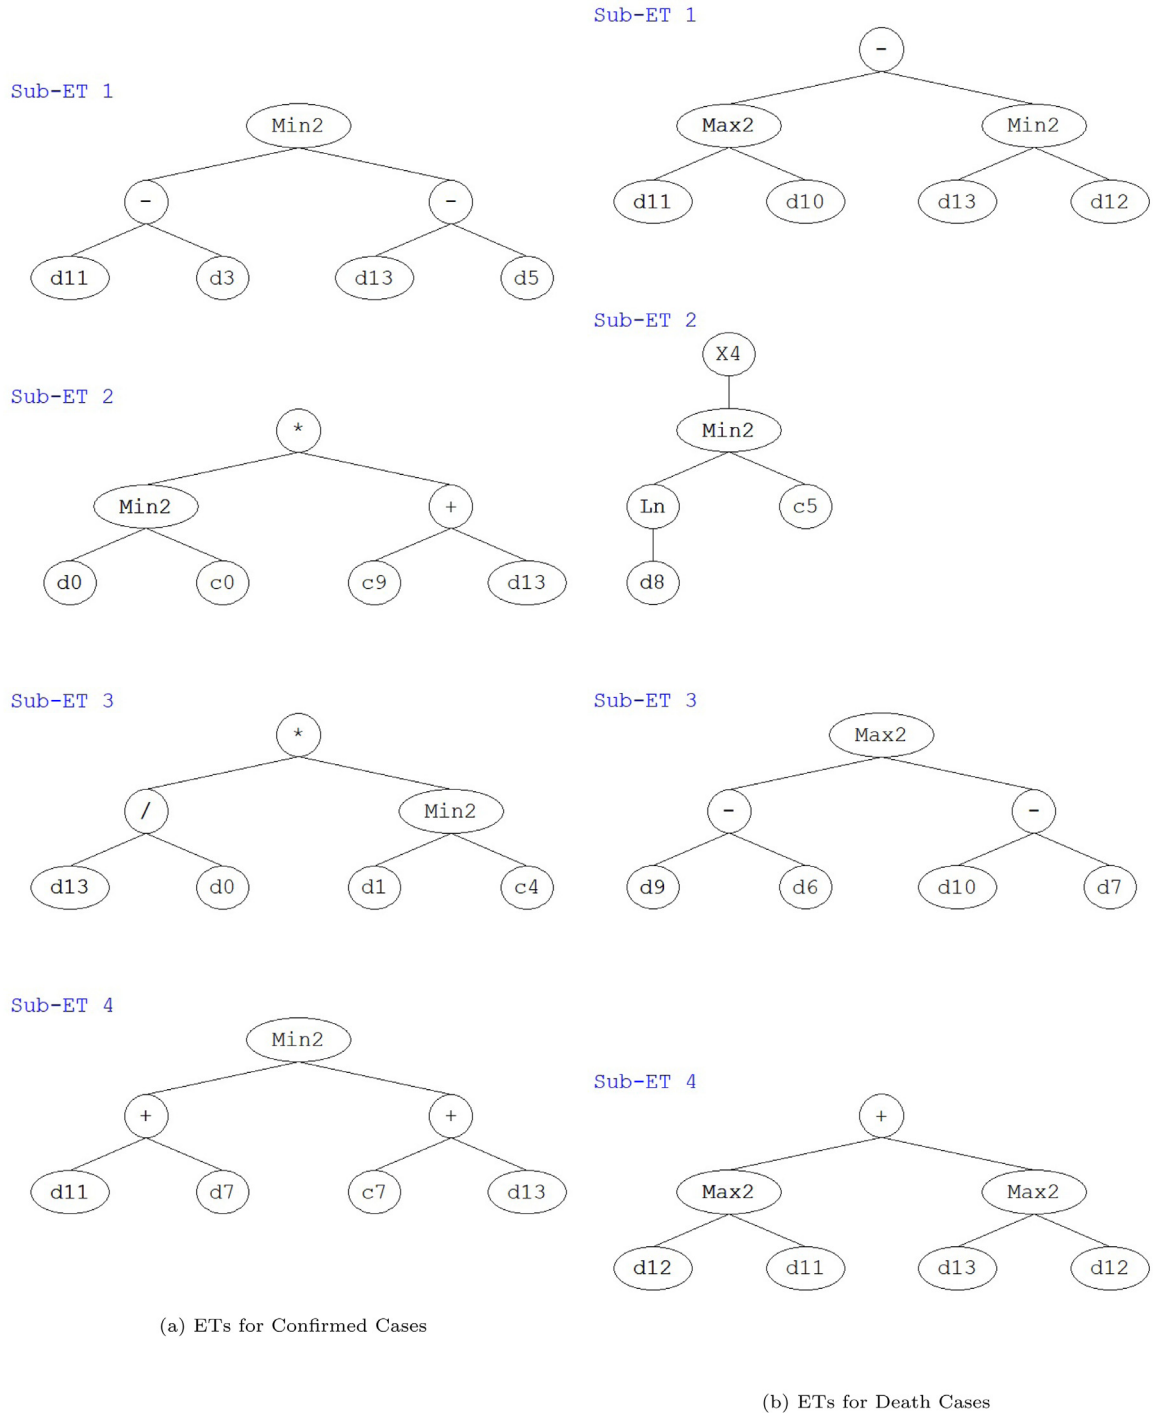 Sub-ET 1
Min2
- -
d11 d3 d13 d5
Sub-ET 2
*
Min2 +
d0 c0 c9 d13
Sub-ET 3
*
/ Min2
d13 d0 d1 c4
Sub-ET 4
Min2
+ +
d11 d7 c7 d13
(a) ETs for Confirmed Cases
Sub-ET 1
-
Max2 Min2
d11 d10 d13 d12
Sub-ET 2
X4
Min2
Ln c5
d8
Sub-ET 3
Max2
- -
d9 d6 d10 d7
Sub-ET 4
+
Max2 Max2
d12 d11 d13 d12
(b) ETs for Death Cases